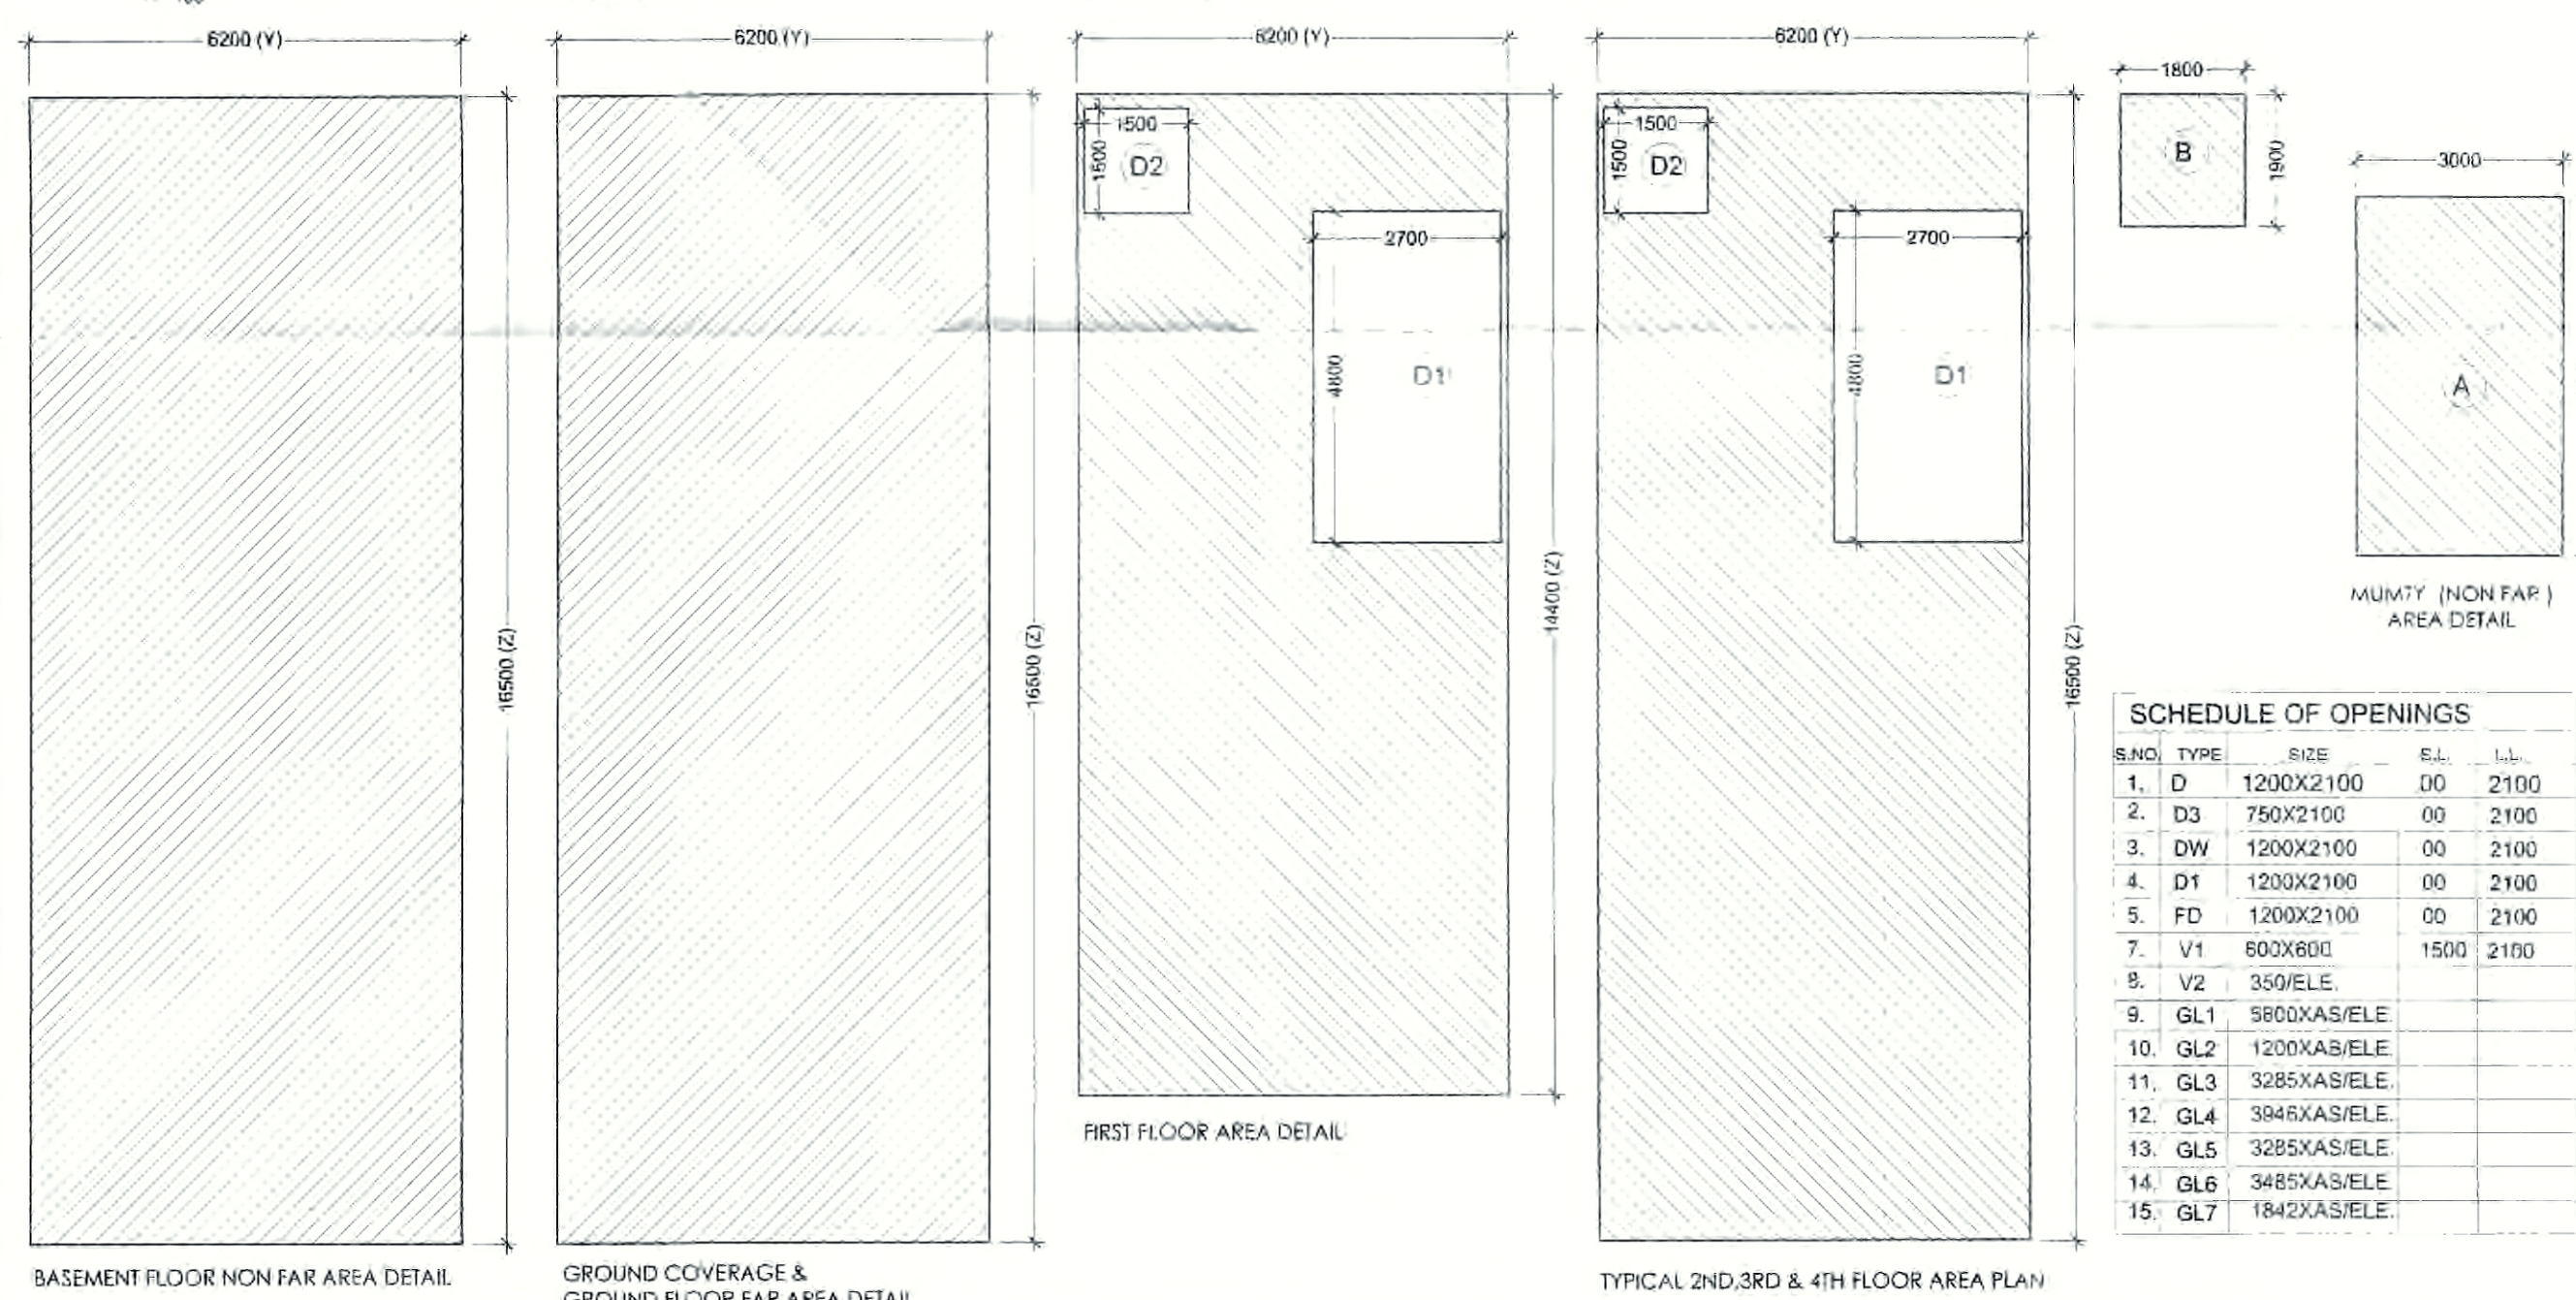 6200 (Y)
16500 (Z)
BASEMENT FLOOR NON FAR AREA DETAIL
6200 (Y)
16500 (Z)
GROUND COVERAGE &
GROUND FLOOR FAR AREA DETAIL
6200 (Y)
1500
1500
D2
2700
4800
D1
14400 (Z)
FIRST FLOOR AREA DETAIL
6200 (Y)
1500
1500
D2
2700
4800
D1
16500 (Z)
TYPICAL 2ND,3RD & 4TH FLOOR AREA PLAN
1800
B
1900
3000
A
MUMTY (NON FAR )
AREA DETAIL
SCHEDULE OF OPENINGS
S.NO. TYPE SIZE S.L. L.L.
1. D 1200X2100 00 2100
2. D3 750X2100 00 2100
3. DW 1200X2100 00 2100
4. D1 1200X2100 00 2100
5. FD 1200X2100 00 2100
7. V1 600X600 1500 2100
8. V2 350/ELE.
9. GL1 5800XAS/ELE.
10. GL2 1200XAS/ELE.
11. GL3 3285XAS/ELE.
12. GL4 3946XAS/ELE.
13. GL5 3285XAS/ELE.
14. GL6 3485XAS/ELE.
15. GL7 1842XAS/ELE.